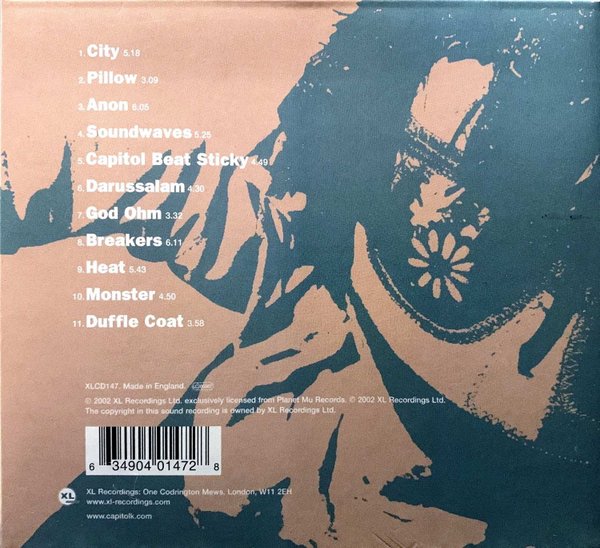 1. City 5.18
2. Pillow 3.09
3. Anon 6.05
4. Soundwaves 5.25
5. Capitol Beat Sticky 4.49
6. Darussalam 4.30
7. God Ohm 3.32
8. Breakers 6.11
9. Heat 5.43
10. Monster 4.50
11. Duffle Coat 3.58
XLCD147. Made in England.
℗ 2002 XL Recordings Ltd. exclusively licensed from Planet Mu Records. © 2002 XL Recordings Ltd.
The copyright in this sound recording is owned by XL Recordings Ltd.
6 34904 01472 8
XL
XL Recordings: One Codrington Mews, London, W11 2EH
www.xl-recordings.com
www.capitolk.com